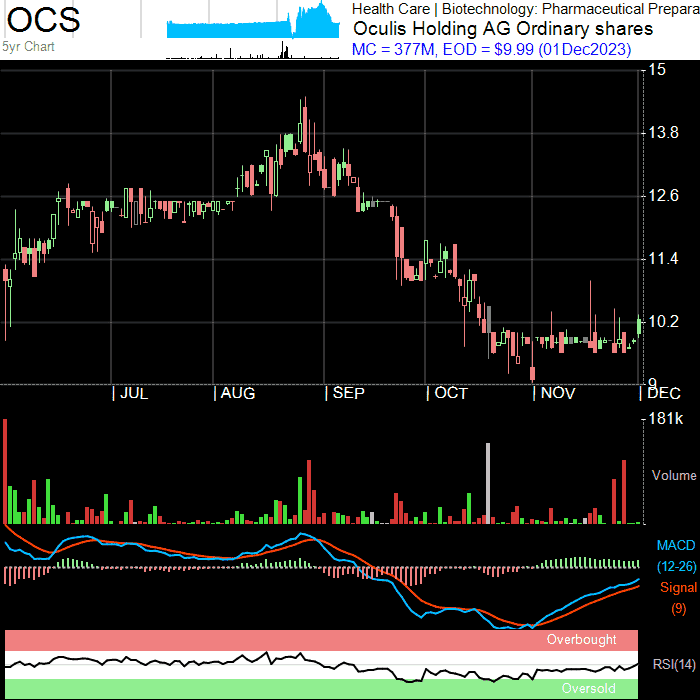 OCS
5yr Chart
Health Care | Biotechnology: Pharmaceutical Prepara
Oculis Holding AG Ordinary shares
MC = 377M, EOD = $9.99 (01Dec2023)
15
13.8
12.6
11.4
10.2
9
JUL
AUG
SEP
OCT
NOV
DEC
181k
Volume
MACD
(12-26)
Signal
(9)
Overbought
RSI(14)
Oversold